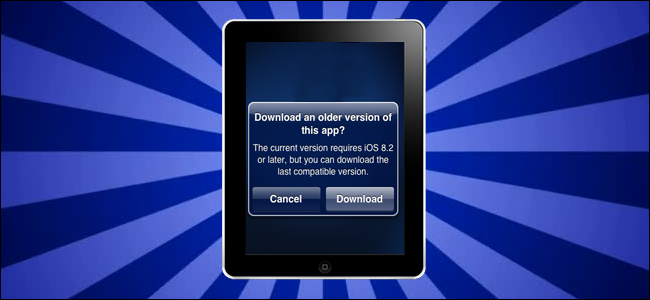 Download an older version of
this app?
The current version requires iOS 8.2
or later, but you can download the
last compatible version.
Cancel
Download